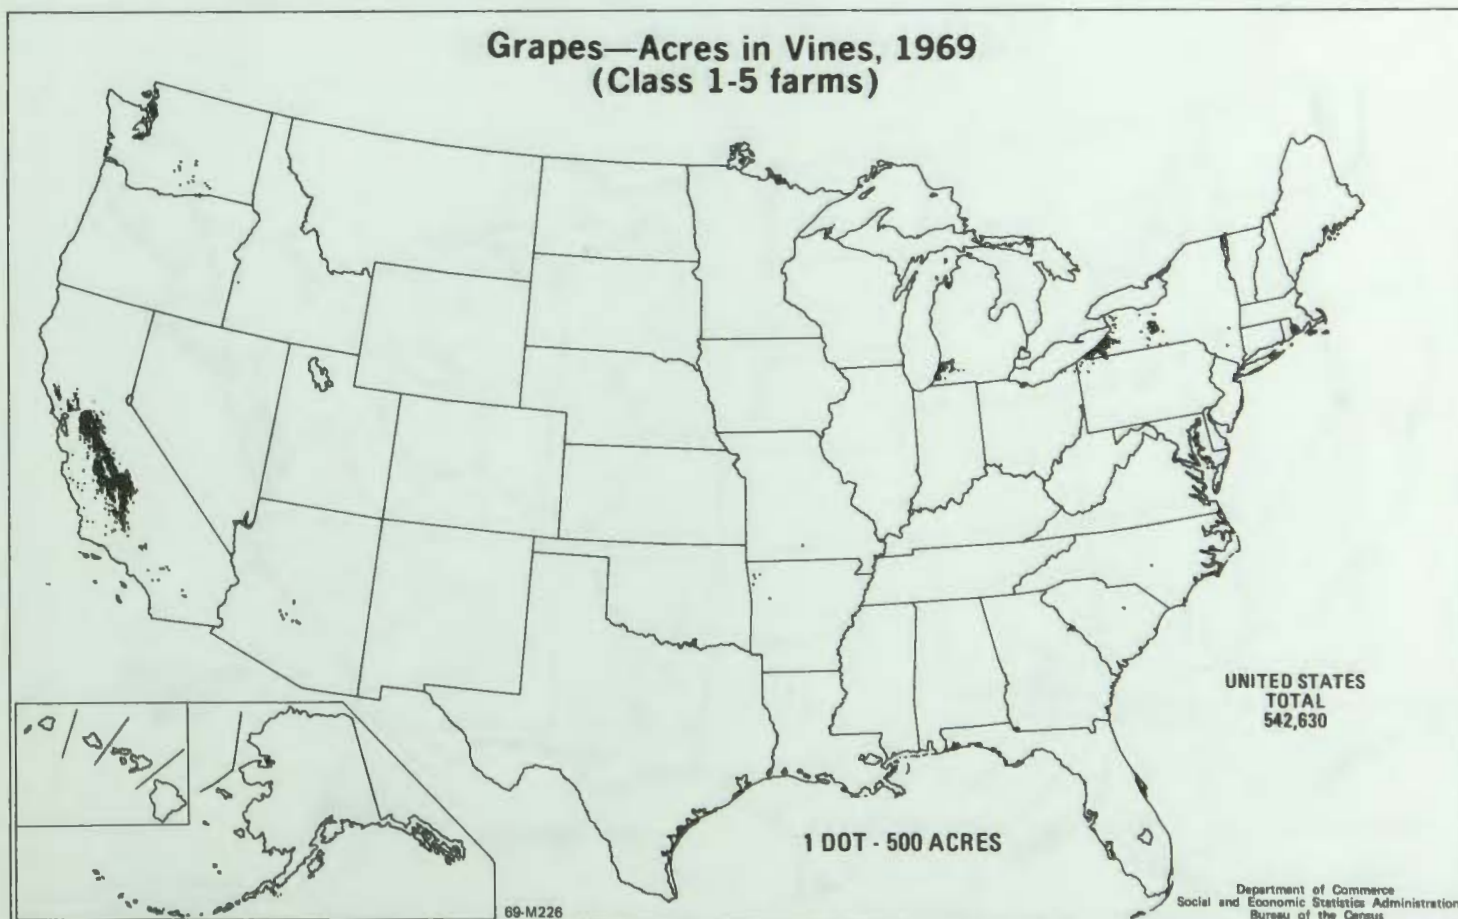 Grapes—Acres in Vines, 1969
(Class 1-5 farms)
UNITED STATES
TOTAL
542,630
1 DOT - 500 ACRES
69-M226
Department of Commerce
Social and Economic Statistics Administration
Bureau of the Census